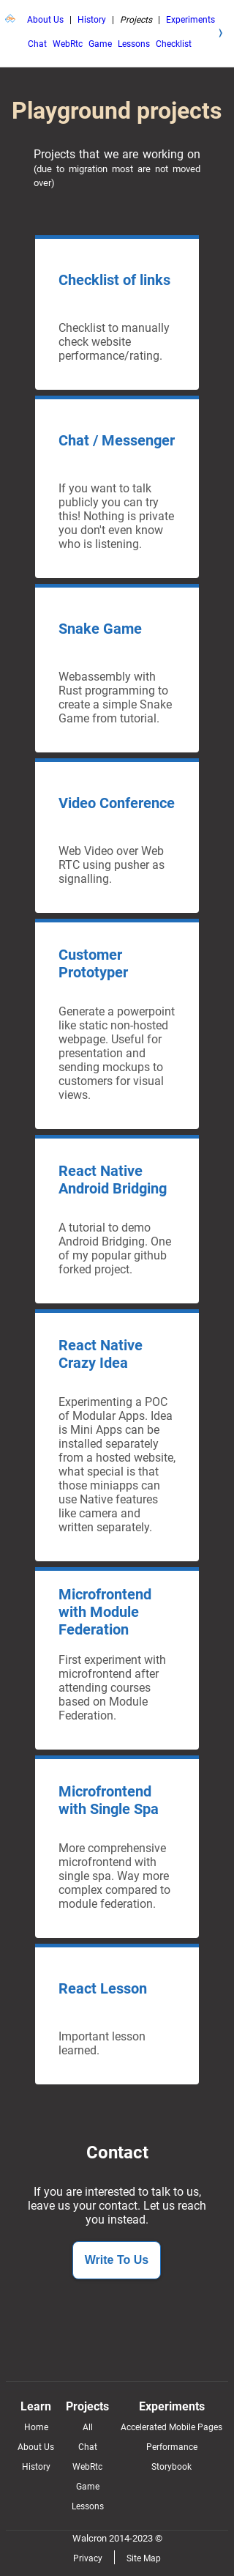 About Us | History | Projects | Experiments
Chat WebRtc Game Lessons Checklist
Playground projects
Projects that we are working on
(due to migration most are not moved
over)
Checklist of links
Checklist to manually
check website
performance/rating.
Chat / Messenger
If you want to talk
publicly you can try
this! Nothing is private
you don't even know
who is listening.
Snake Game
Webassembly with
Rust programming to
create a simple Snake
Game from tutorial.
Video Conference
Web Video over Web
RTC using pusher as
signalling.
Customer
Prototyper
Generate a powerpoint
like static non-hosted
webpage. Useful for
presentation and
sending mockups to
customers for visual
views.
React Native
Android Bridging
A tutorial to demo
Android Bridging. One
of my popular github
forked project.
React Native
Crazy Idea
Experimenting a POC
of Modular Apps. Idea
is Mini Apps can be
installed separately
from a hosted website,
what special is that
those miniapps can
use Native features
like camera and
written separately.
Microfrontend
with Module
Federation
First experiment with
microfrontend after
attending courses
based on Module
Federation.
Microfrontend
with Single Spa
More comprehensive
microfrontend with
single spa. Way more
complex compared to
module federation.
React Lesson
Important lesson
learned.
Contact
If you are interested to talk to us,
leave us your contact. Let us reach
you instead.
Write To Us
Learn Projects Experiments
Home All Accelerated Mobile Pages
About Us Chat Performance
History WebRtc Storybook
Game
Lessons
Walcron 2014-2023 ©
Privacy Site Map